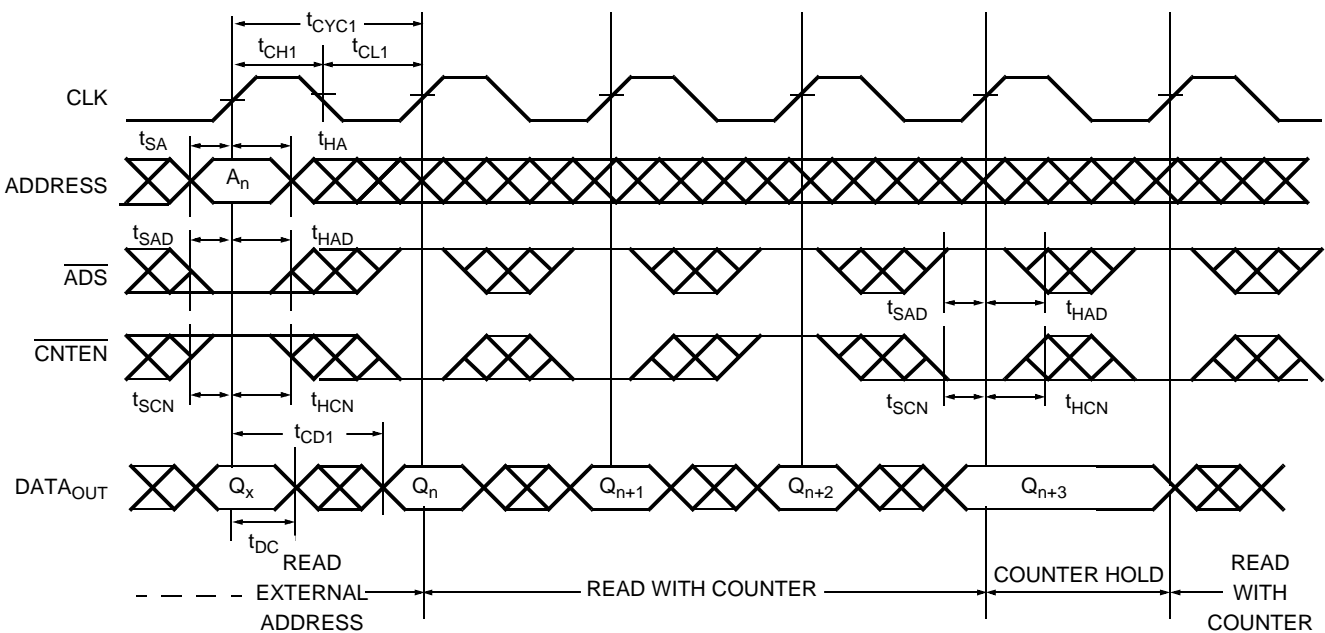 tCYC1
tCH1
tCL1
CLK
tSA
tHA
ADDRESS
An
tSAD
tHAD
ADS
tSAD
tHAD
CNTEN
tSCN
tHCN
tSCN
tHCN
tCD1
DATAOUT
Qx
Qn
Qn+1
Qn+2
Qn+3
tDC
READ
EXTERNAL
ADDRESS
READ WITH COUNTER
COUNTER HOLD
READ
WITH
COUNTER